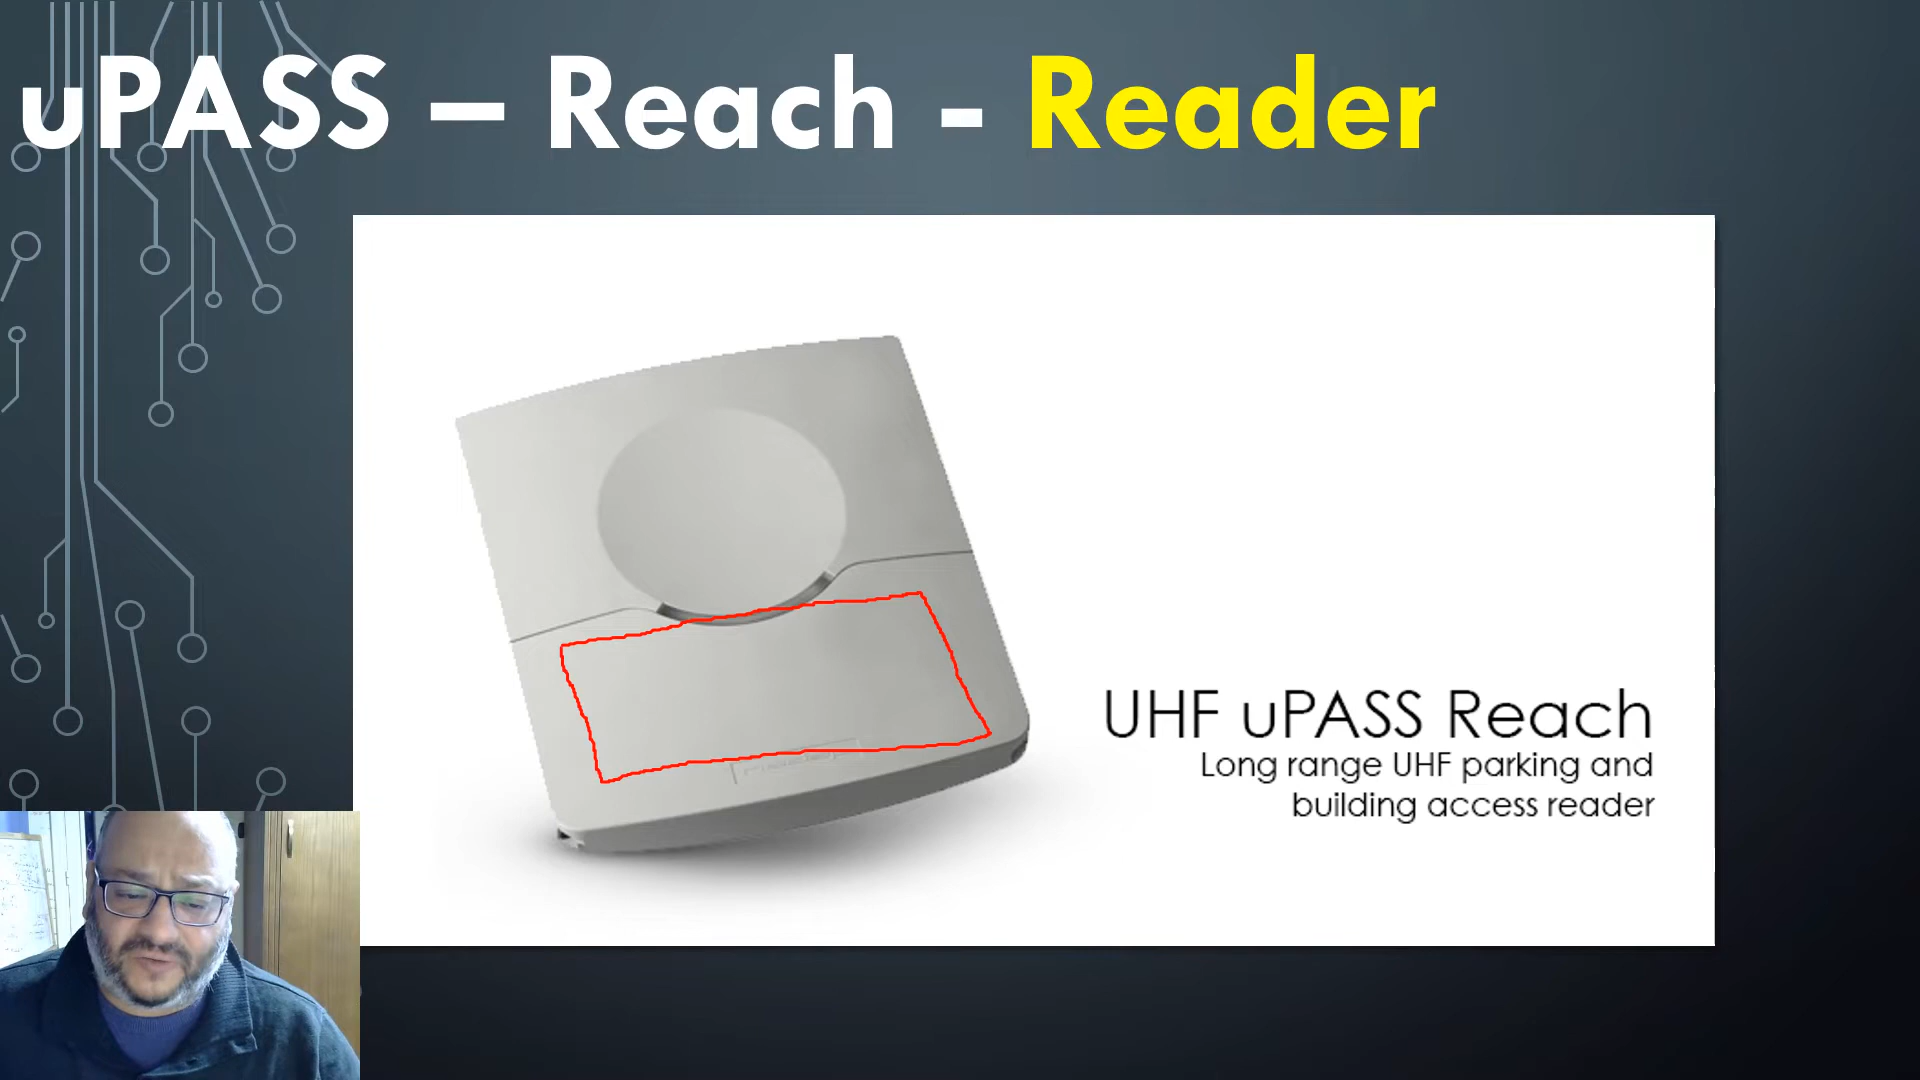 uPASS – Reach - Reader
UHF uPASS Reach
Long range UHF parking and
building access reader